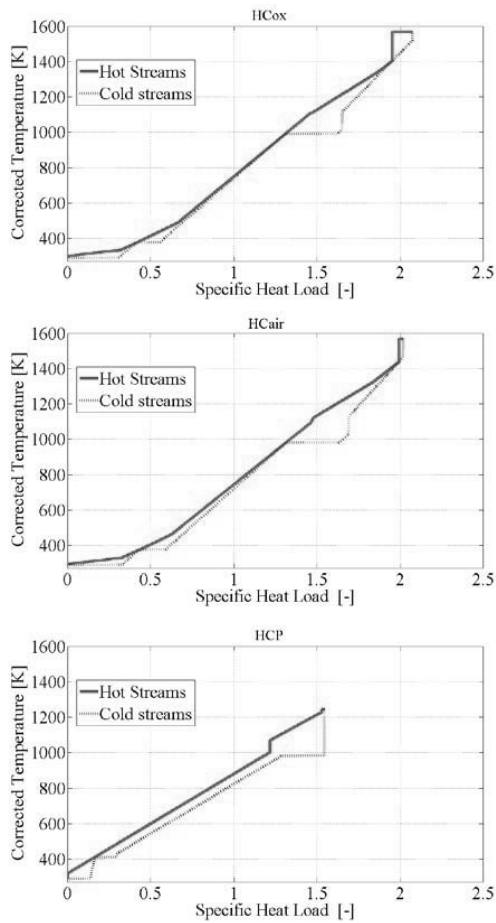 HCox
1600
1400
1200
1000
800
600
400
Corrected Temperature [K]
Hot Streams
Cold streams
0 0.5 1 1.5 2 2.5
Specific Heat Load [-]
HCair
1600
1400
1200
1000
800
600
400
Corrected Temperature [K]
Hot Streams
Cold streams
0 0.5 1 1.5 2 2.5
Specific Heat Load [-]
HCP
1600
1400
1200
1000
800
600
400
Corrected Temperature [K]
Hot Streams
Cold streams
0 0.5 1 1.5 2 2.5
Specific Heat Load [-]